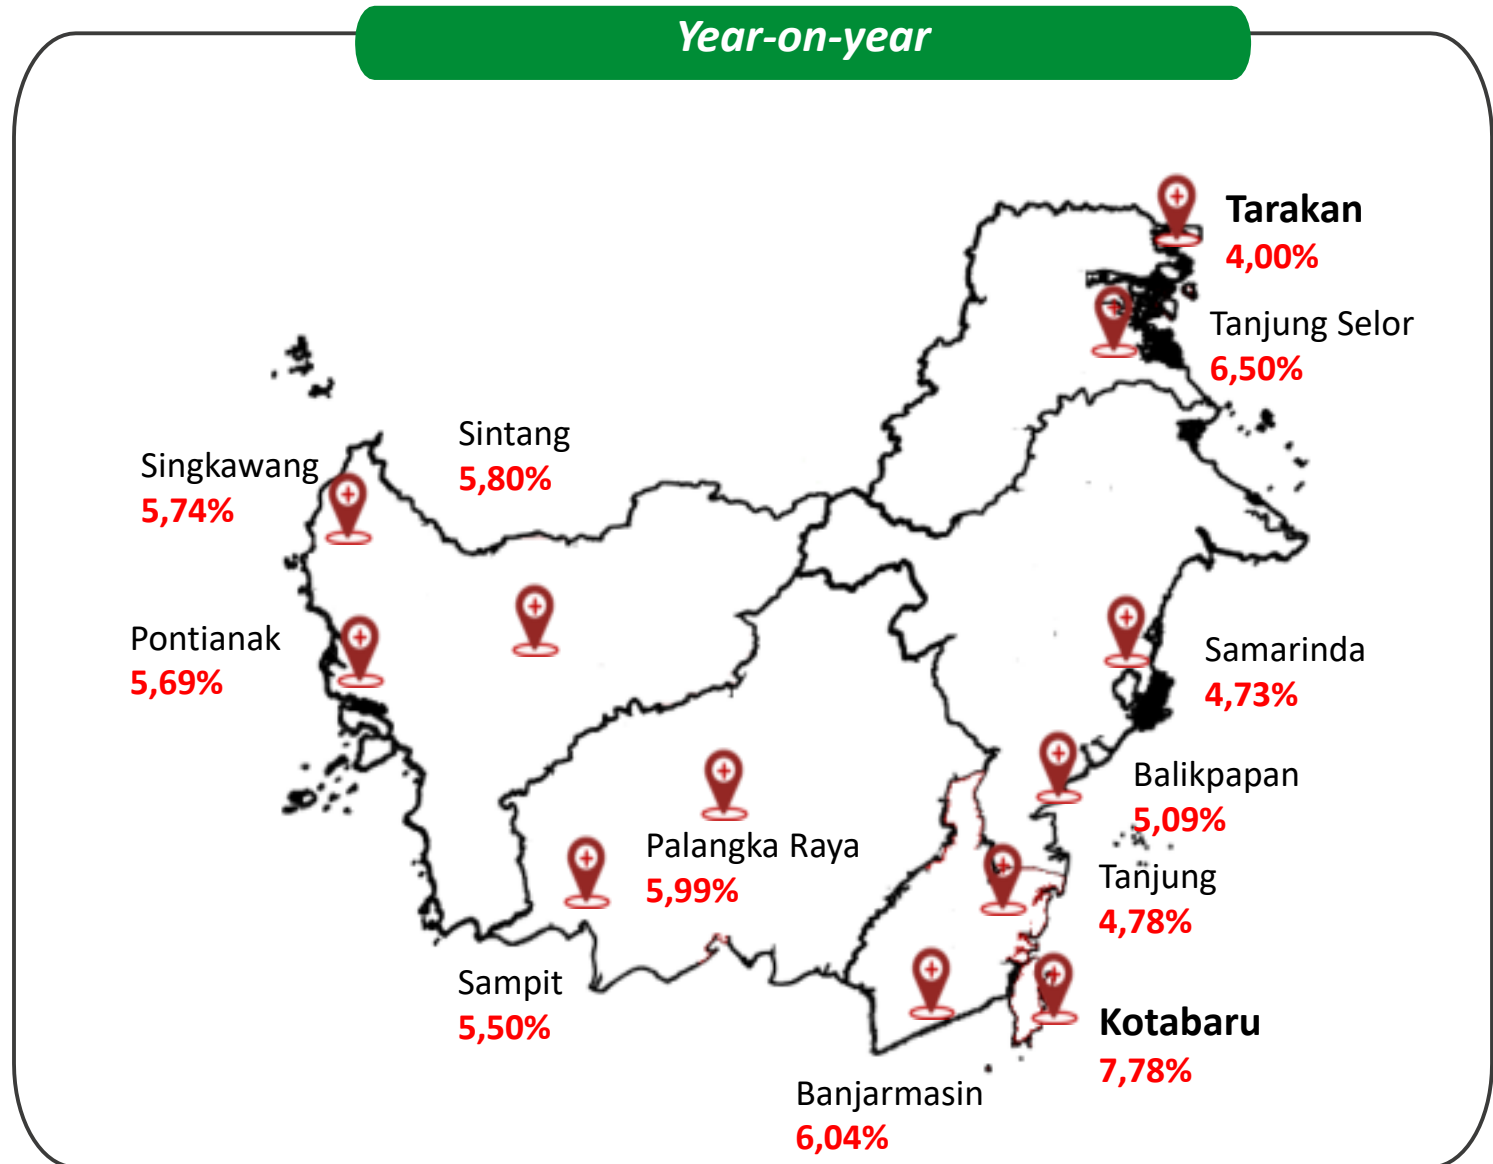 Year-on-year
Tarakan
4,00%
Tanjung Selor
6,50%
Sintang
5,80%
Singkawang
5,74%
Pontianak
5,69%
Samarinda
4,73%
Balikpapan
5,09%
Palangka Raya
5,99%
Tanjung
4,78%
Sampit
5,50%
Kotabaru
7,78%
Banjarmasin
6,04%